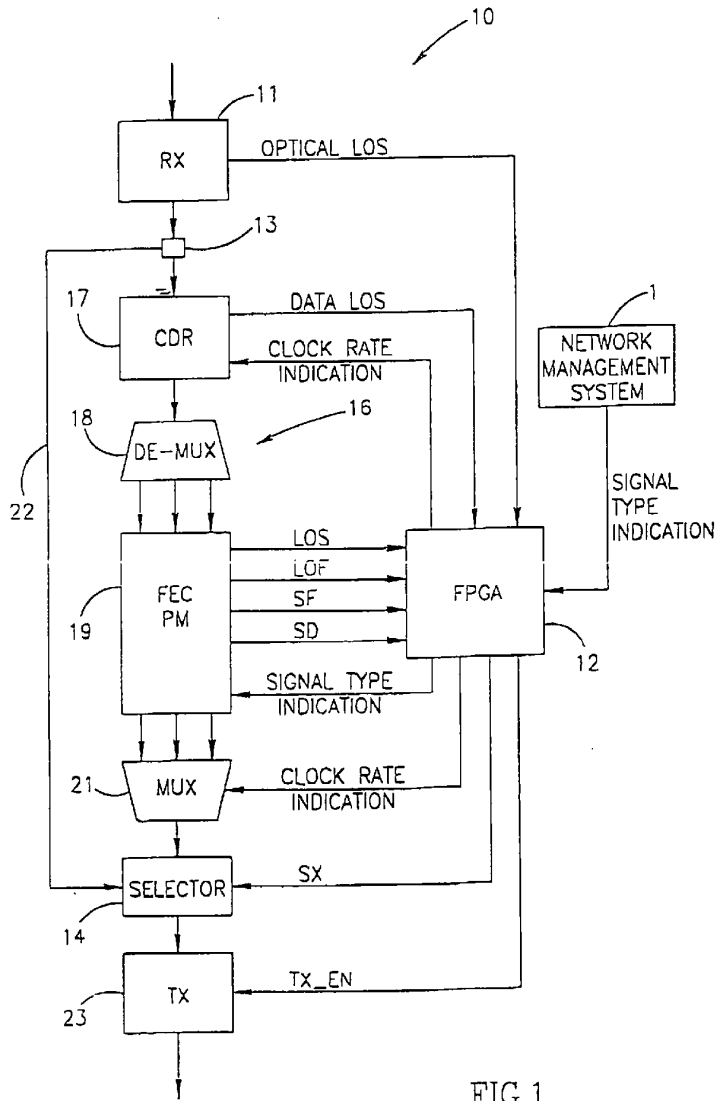 10
11
RX
OPTICAL LOS
13
17
CDR
DATA LOS
1
CLOCK RATE
INDICATION
NETWORK
MANAGEMENT
SYSTEM
18
DE-MUX
16
22
SIGNAL
TYPE
INDICATION
LOS
LOF
FEC
PM
SF
FPGA
19
SD
12
SIGNAL TYPE
INDICATION
21
MUX
CLOCK RATE
INDICATION
SELECTOR
SX
14
TX
TX_EN
23
FIG.1